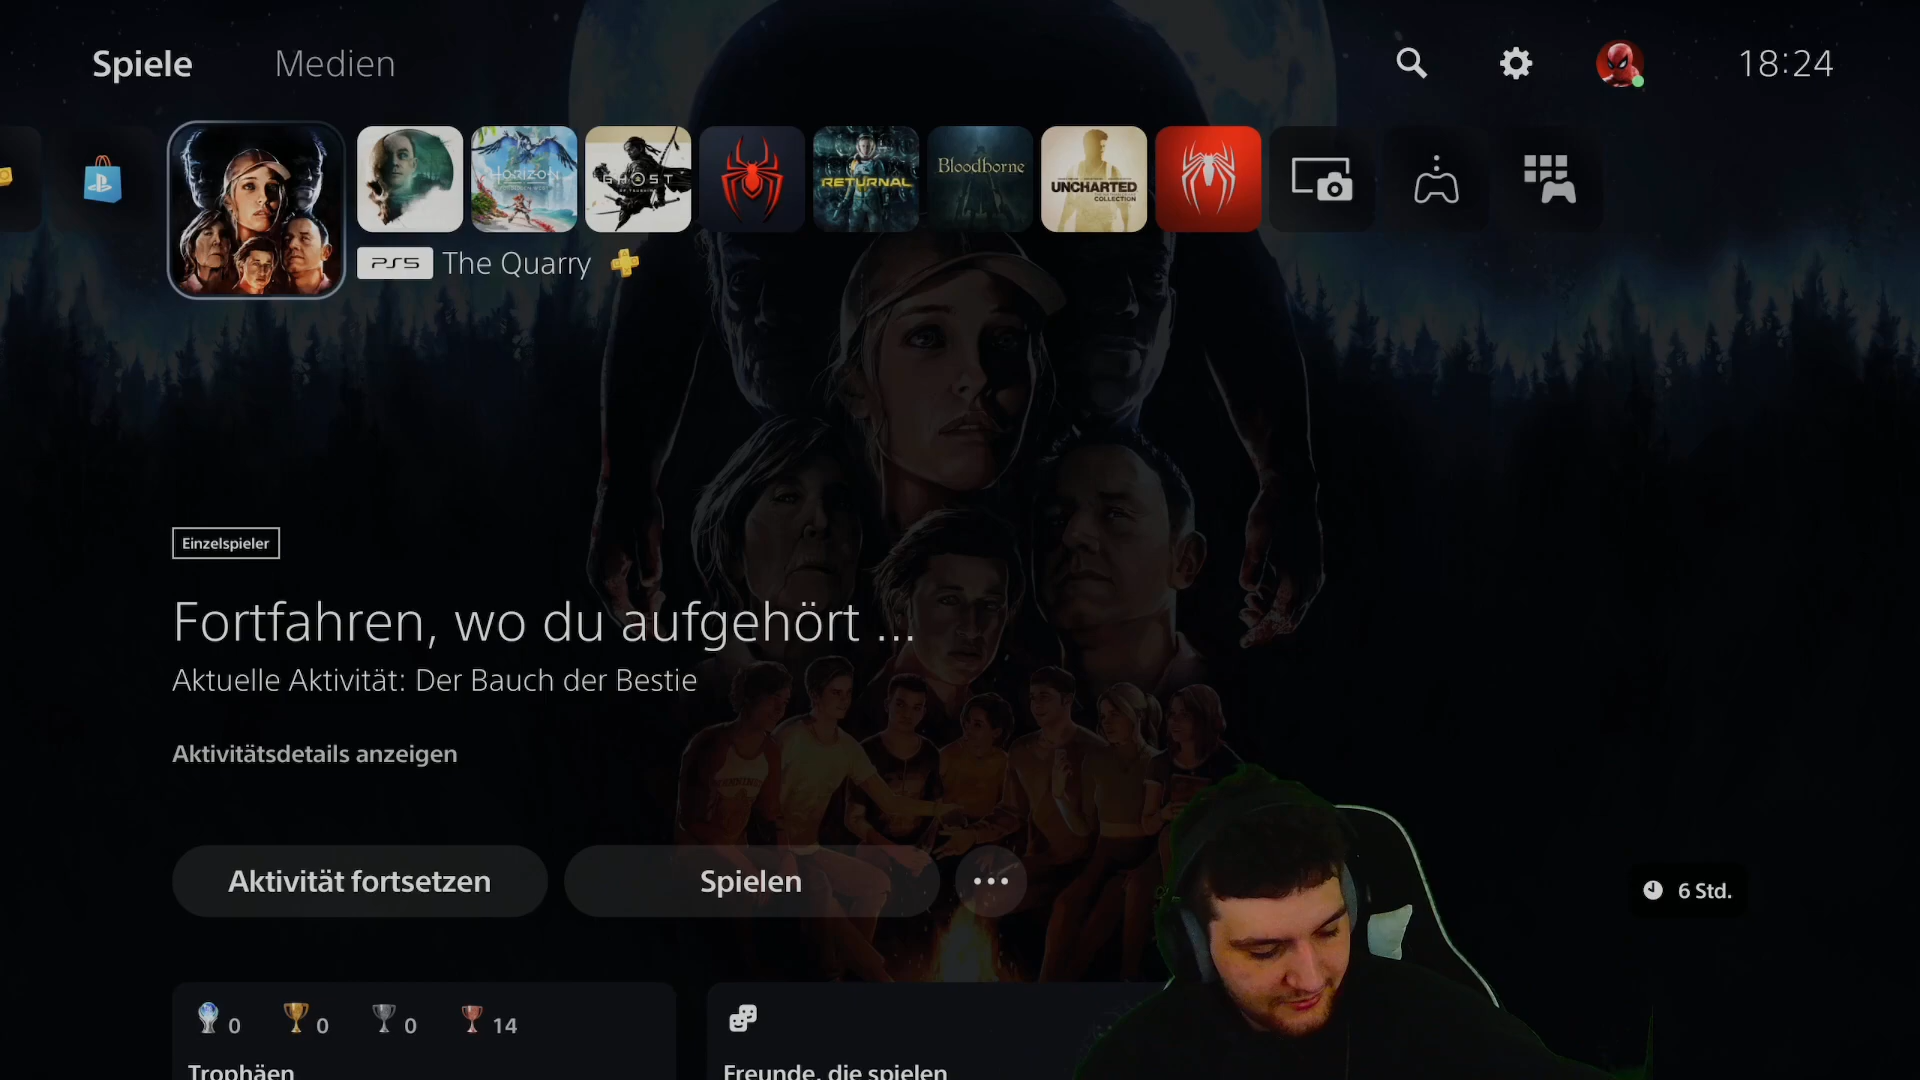 Spiele Medien 18:24
HORIZON
GHOST
RETURNAL
Bloodborne
UNCHARTED
COLLECTION
PS5 The Quarry
Einzelspieler
Fortfahren, wo du aufgehört ...
Aktuelle Aktivität: Der Bauch der Bestie
Aktivitätsdetails anzeigen
Aktivität fortsetzen Spielen ...
6 Std.
0 0 0 14
Trophäen Freunde, die spielen